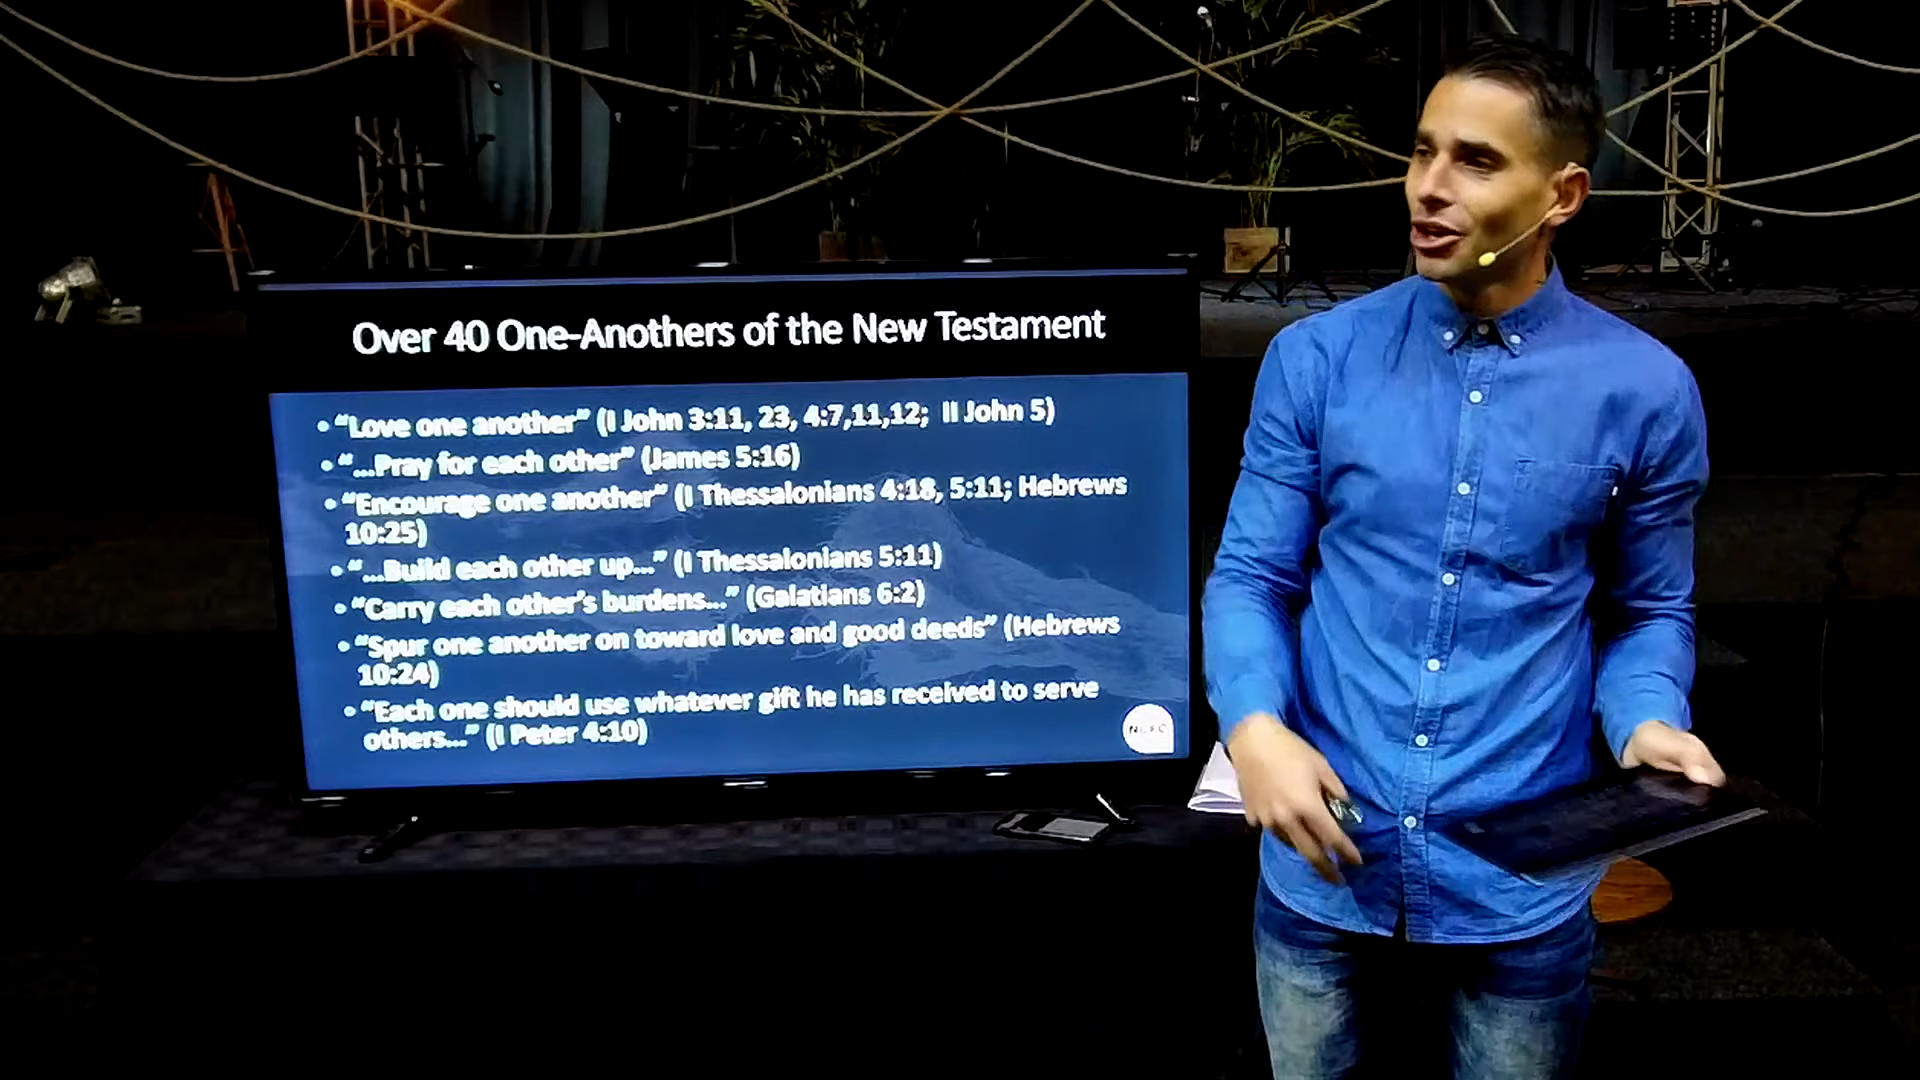 Over 40 One-Anothers of the New Testament
• “Love one another” (I John 3:11, 23, 4:7,11,12; II John 5)
• “...Pray for each other” (James 5:16)
• “Encourage one another” (I Thessalonians 4:18, 5:11; Hebrews
10:25)
• “...Build each other up...” (I Thessalonians 5:11)
• “Carry each other’s burdens...” (Galatians 6:2)
• “Spur one another on toward love and good deeds” (Hebrews
10:24)
• “Each one should use whatever gift he has received to serve
others...” (I Peter 4:10)